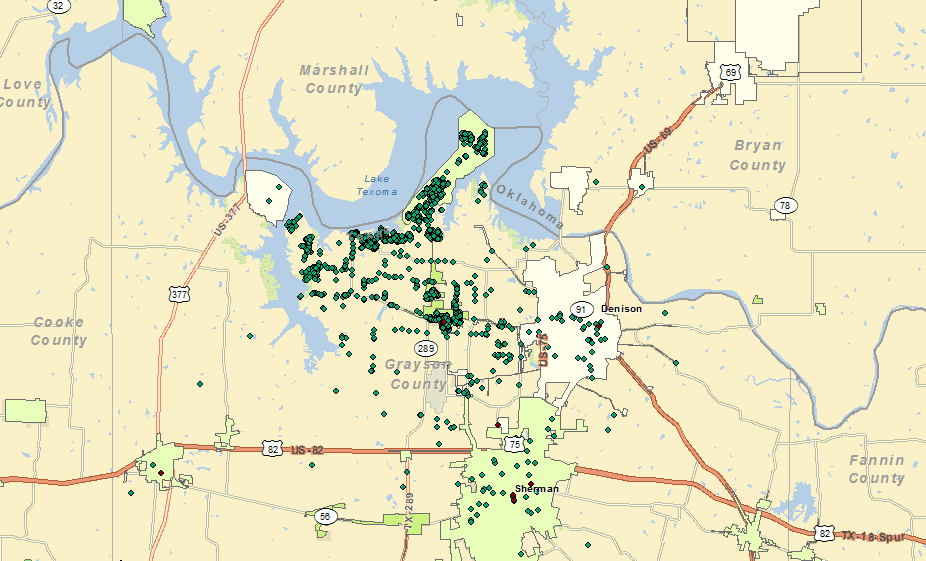 32
Marshall
County
Love
County
69
US-69
Bryan
County
Lake
Texoma
Oklahoma
78
US-377
377
91
Denison
Cooke
County
289
US-75
Grayson
County
82
US-82
75
Fannin
County
Sherman
56
TX-289
82
TX-18-Spur